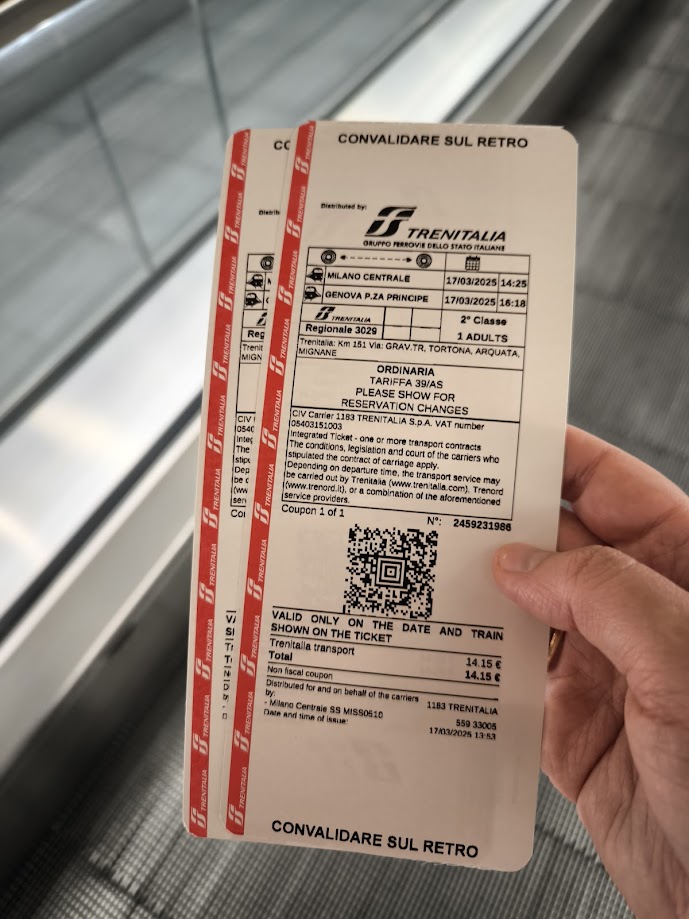 CONVALIDARE SUL RETRO
Distributed by:
TRENITALIA
GRUPPO FERROVIE DELLO STATO ITALIANE
MILANO CENTRALE 17/03/2025 14:25
GENOVA P.ZA PRINCIPE 17/03/2025 16:18
TRENITALIA
2ª Classe
Regionale 3029
1 ADULTS
Trenitalia: Km 151 Via: GRAV.TR, TORTONA, ARQUATA,
MIGNANE
ORDINARIA
TARIFFA 39/AS
PLEASE SHOW FOR
RESERVATION CHANGES
CIV Carrier 1183 TRENITALIA S.p.A. VAT number
05403151003
Integrated Ticket - one or more transport contracts
The conditions, legislation and court of the carriers who
stipulated the contract of carriage apply.
Depending on departure time, the transport service may
be carried out by Trenitalia (www.trenitalia.com). Trenord
(www.trenord.it), or a combination of the aforementioned
service providers.
Coupon 1 of 1
N°: 2459231986
VALID ONLY ON THE DATE AND TRAIN
SHOWN ON THE TICKET
Trenitalia transport 14.15 €
Total 14.15 €
Non fiscal coupon
Distributed for and on behalf of the carriers 1183 TRENITALIA
by:
- Milano Centrale SS MISS0510 559 33005
Date and time of issue: 17/03/2025 13:53
CONVALIDARE SUL RETRO